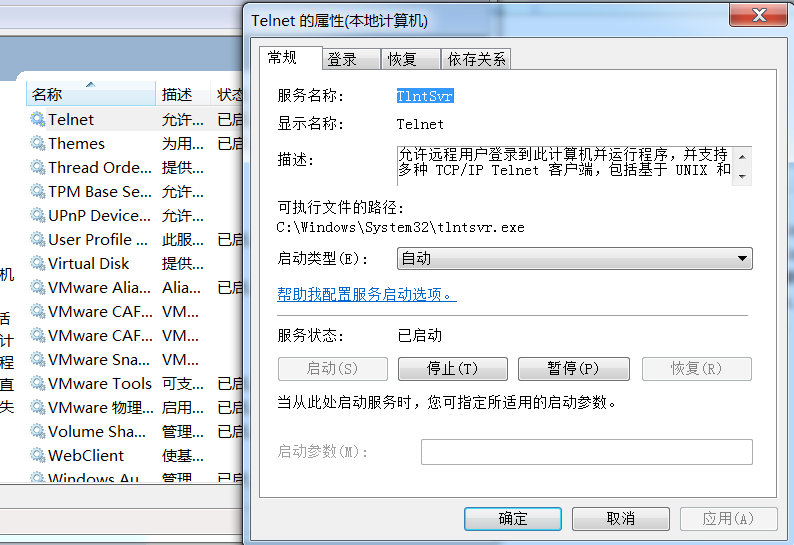 Telnet 的属性(本地计算机)
常规 登录 恢复 依存关系
服务名称: TlntSvr
显示名称: Telnet
描述: 允许远程用户登录到此计算机并运行程序，并支持
多种 TCP/IP Telnet 客户端，包括基于 UNIX 和
可执行文件的路径:
C:\Windows\System32\tlntsvr.exe
启动类型(E): 自动
帮助我配置服务启动选项。
服务状态: 已启动
启动(S) 停止(T) 暂停(P) 恢复(R)
当从此处启动服务时，您可指定所适用的启动参数。
启动参数(M):
确定 取消 应用(A)
名称 描述 状态
Telnet 允许... 已启
Themes 为用... 已启
Thread Orde... 提供...
TPM Base Se... 允许...
UPnP Device... 允许...
User Profile ... 此服... 已启
Virtual Disk 提供...
VMware Alia... Alia... 已启
VMware CAF... VM...
VMware CAF... VM...
VMware Sna... VM...
VMware Tools 可支... 已启
VMware 物理... 启用... 已启
Volume Sha... 管理... 已启
WebClient 使基...
Windows Au... 管理... 已启
机
活
计
程
直
失